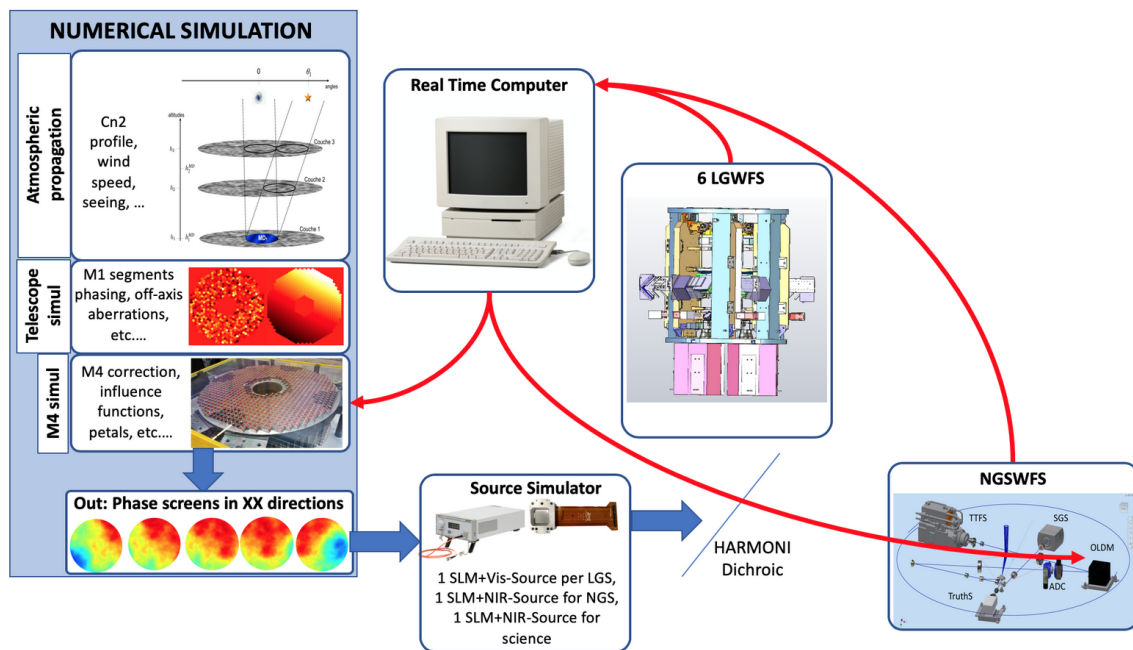 NUMERICAL SIMULATION
Atmospheric
propagation
Cn2
profile,
wind
speed,
seeing, …
0
θj
angles
altitudes
Couche 3
Couche 2
Couche 1
MD₁
Telescope
simul
M1 segments
phasing, off-axis
aberrations,
etc.…
M4 simul
M4 correction,
influence
functions,
petals, etc.…
Out: Phase screens in XX directions
Real Time Computer
6 LGWFS
Source Simulator
1 SLM+Vis-Source per LGS,
1 SLM+NIR-Source for NGS,
1 SLM+NIR-Source for
science
HARMONI
Dichroic
NGSWFS
TTFS
SGS
OLDM
ADC
TruthS